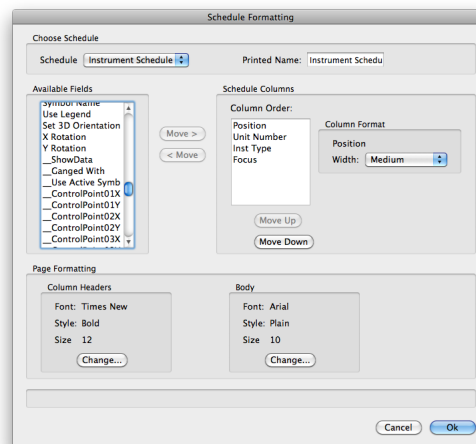 Schedule Formatting
Choose Schedule
Schedule Instrument Schedule Printed Name: Instrument Schedu
Available Fields
Symbol Name
Use Legend
Set 3D Orientation
X Rotation
Y Rotation
__ShowData
__Ganged With
__Use Active Symb
__ControlPoint01X
__ControlPoint01Y
__ControlPoint02X
__ControlPoint02Y
__ControlPoint03X
Move >
< Move
Schedule Columns
Column Order:
Position
Unit Number
Inst Type
Focus
Move Up
Move Down
Column Format
Position
Width: Medium
Page Formatting
Column Headers
Font: Times New
Style: Bold
Size 12
Change...
Body
Font: Arial
Style: Plain
Size 10
Change...
Cancel Ok